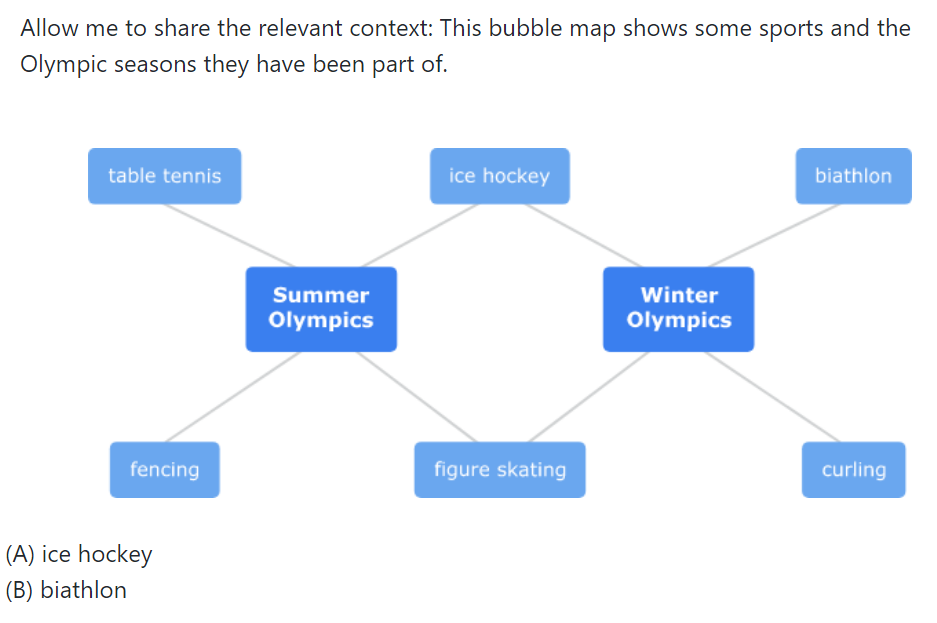 Allow me to share the relevant context: This bubble map shows some sports and the
Olympic seasons they have been part of.
table tennis
ice hockey
biathlon
Summer
Olympics
Winter
Olympics
fencing
figure skating
curling
(A) ice hockey
(B) biathlon